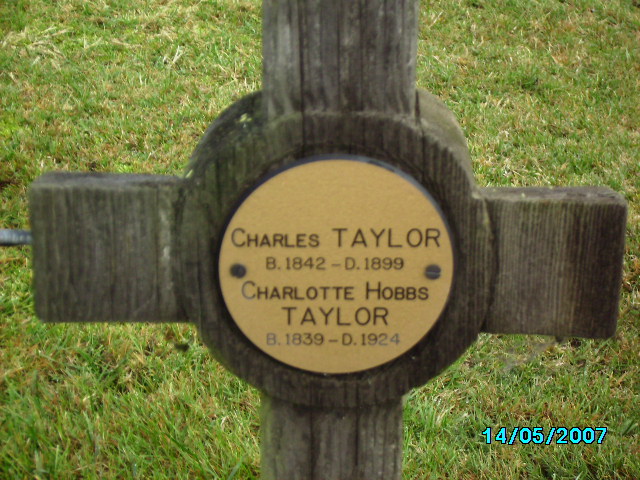 CHARLES TAYLOR
B. 1842 – D. 1899
CHARLOTTE HOBBS
TAYLOR
B. 1839 – D. 1924
14/05/2007